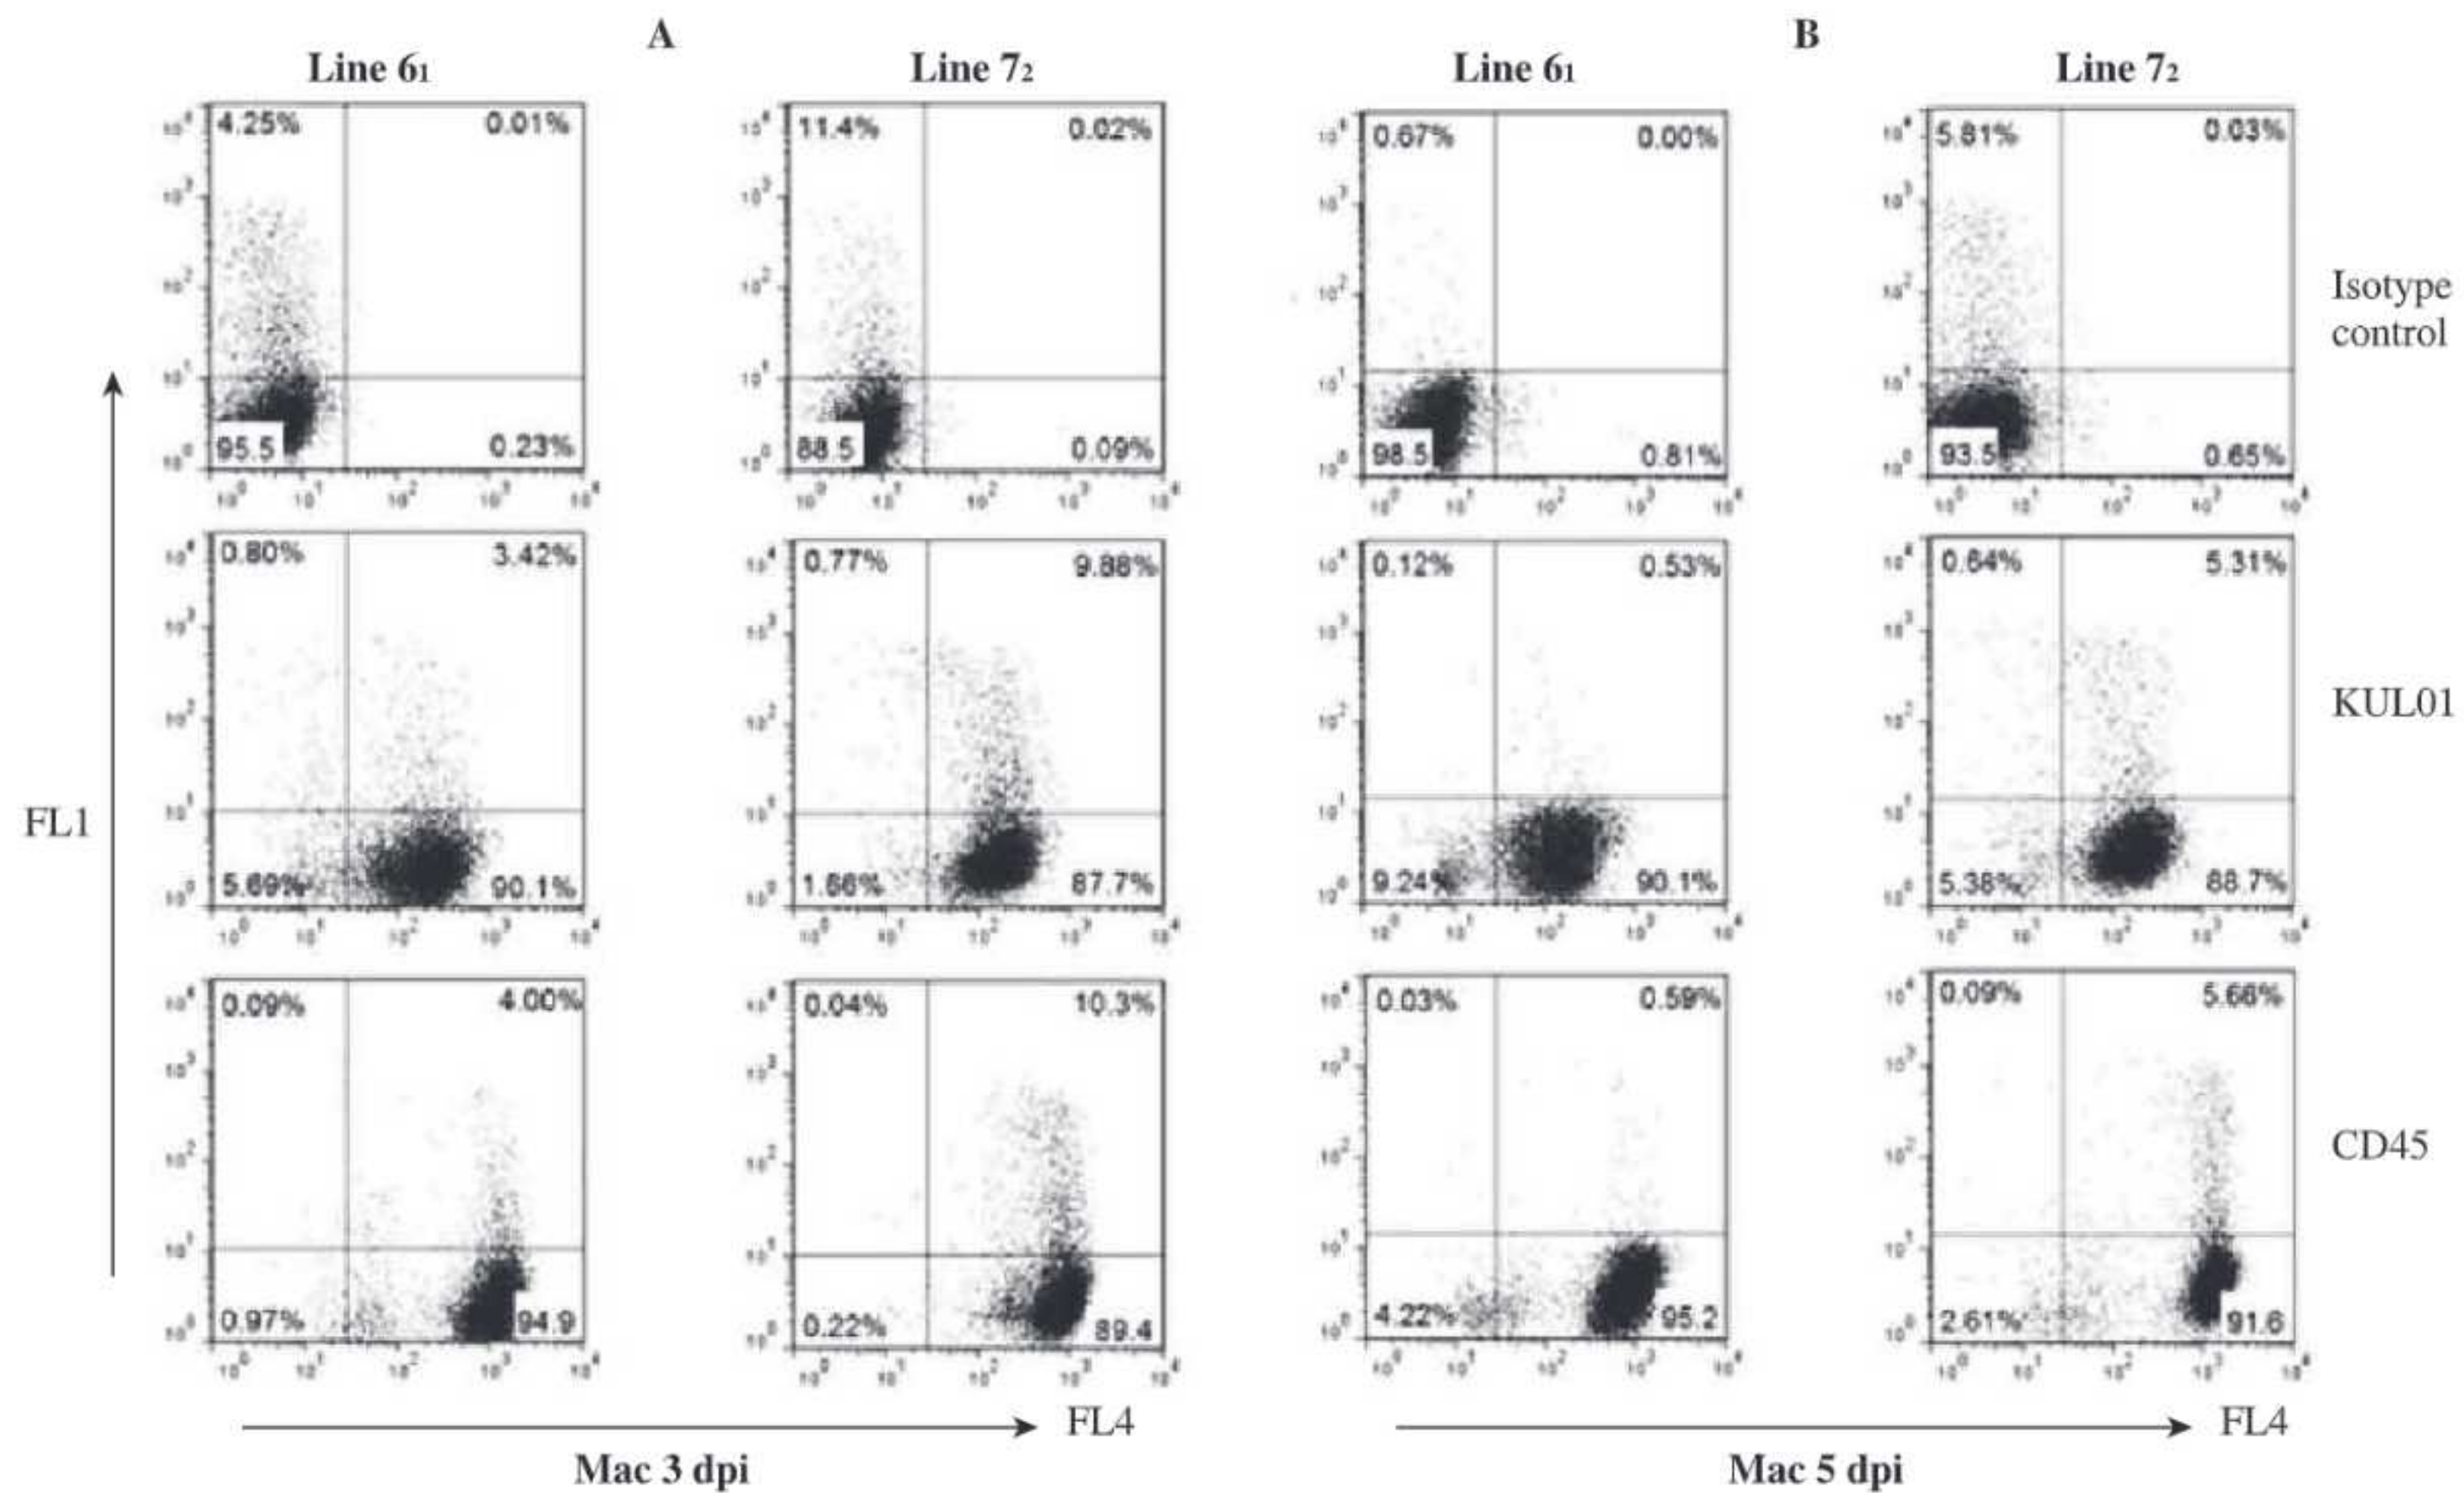 A
B
Line 61
Line 72
Line 61
Line 72
4.25% 0.01%
95.5 0.23%
11.4% 0.02%
88.5 0.09%
0.67% 0.00%
98.5 0.81%
5.81% 0.03%
93.5 0.65%
Isotype
control
0.80% 3.42%
5.69% 90.1%
0.77% 9.88%
1.66% 87.7%
0.12% 0.53%
9.24% 90.1%
0.64% 5.31%
5.38% 88.7%
KUL01
FL1
0.09% 4.00%
0.97% 94.9
0.04% 10.3%
0.22% 89.4
0.03% 0.59%
4.22% 95.2
0.09% 5.66%
2.61% 91.6
CD45
FL4
FL4
Mac 3 dpi
Mac 5 dpi